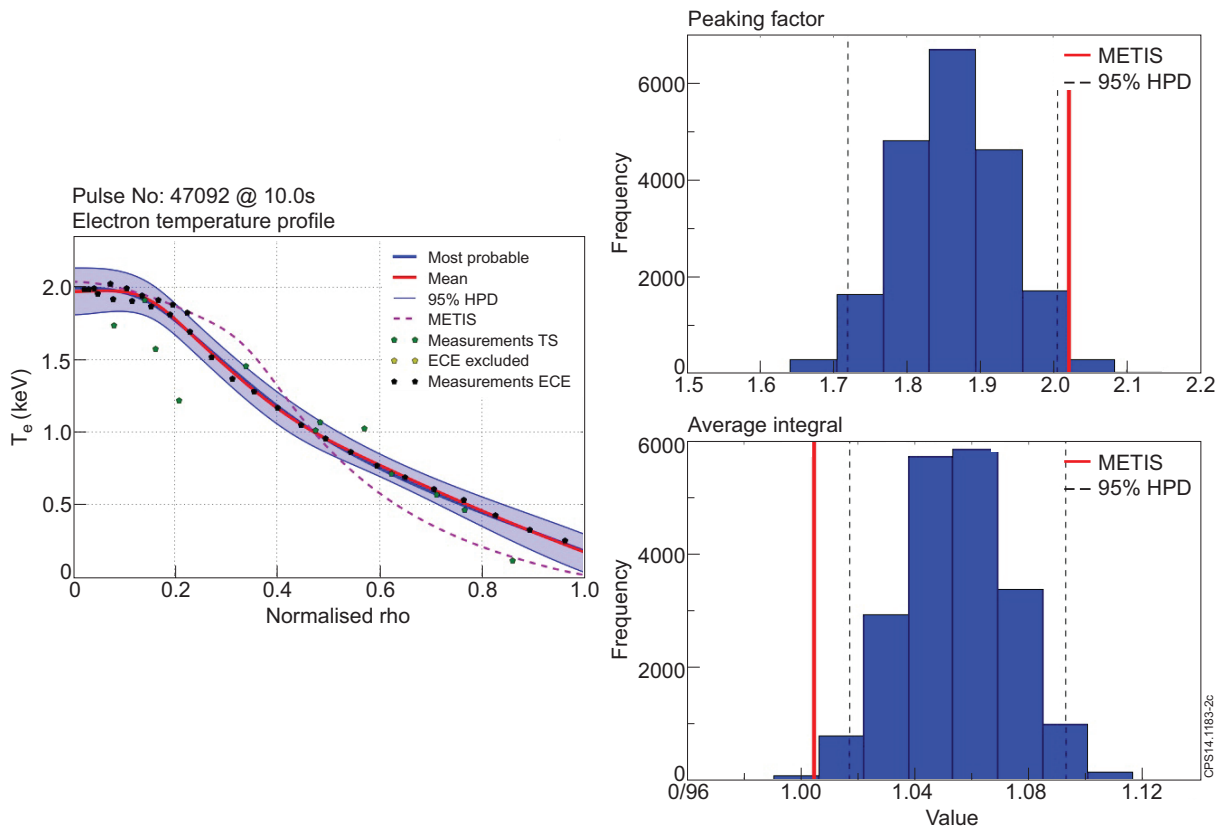 Pulse No: 47092 @ 10.0s
Electron temperature profile
Most probable
Mean
95% HPD
METIS
Measurements TS
ECE excluded
Measurements ECE
2.0
1.5
1.0
0.5
0
Te (keV)
0 0.2 0.4 0.6 0.8 1.0
Normalised rho
Peaking factor
METIS
95% HPD
6000
4000
2000
0
Frequency
1.5 1.6 1.7 1.8 1.9 2.0 2.1 2.2
Average integral
METIS
95% HPD
6000
4000
2000
0
Frequency
0/96 1.00 1.04 1.08 1.12
Value
CPS14.1183-2c